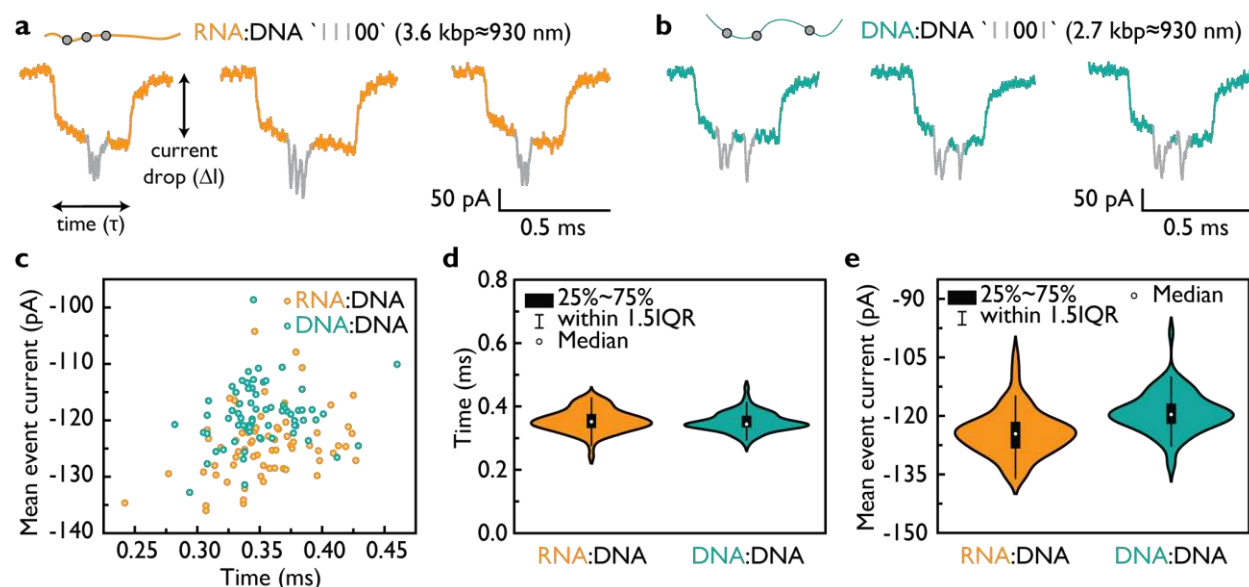 a RNA:DNA `|||00` (3.6 kbp≈930 nm)
current
drop (ΔI)
time (τ)
50 pA
0.5 ms
b DNA:DNA `||00|` (2.7 kbp≈930 nm)
50 pA
0.5 ms
c
Mean event current (pA)
-100
-110
-120
-130
-140
0.25 0.30 0.35 0.40 0.45
Time (ms)
RNA:DNA
DNA:DNA
d
Time (ms)
0.8
0.6
0.4
0.2
0.0
25%~75%
within 1.5IQR
Median
RNA:DNA DNA:DNA
e
Mean event current (pA)
-90
-105
-120
-135
-150
25%~75%
within 1.5IQR
Median
RNA:DNA DNA:DNA